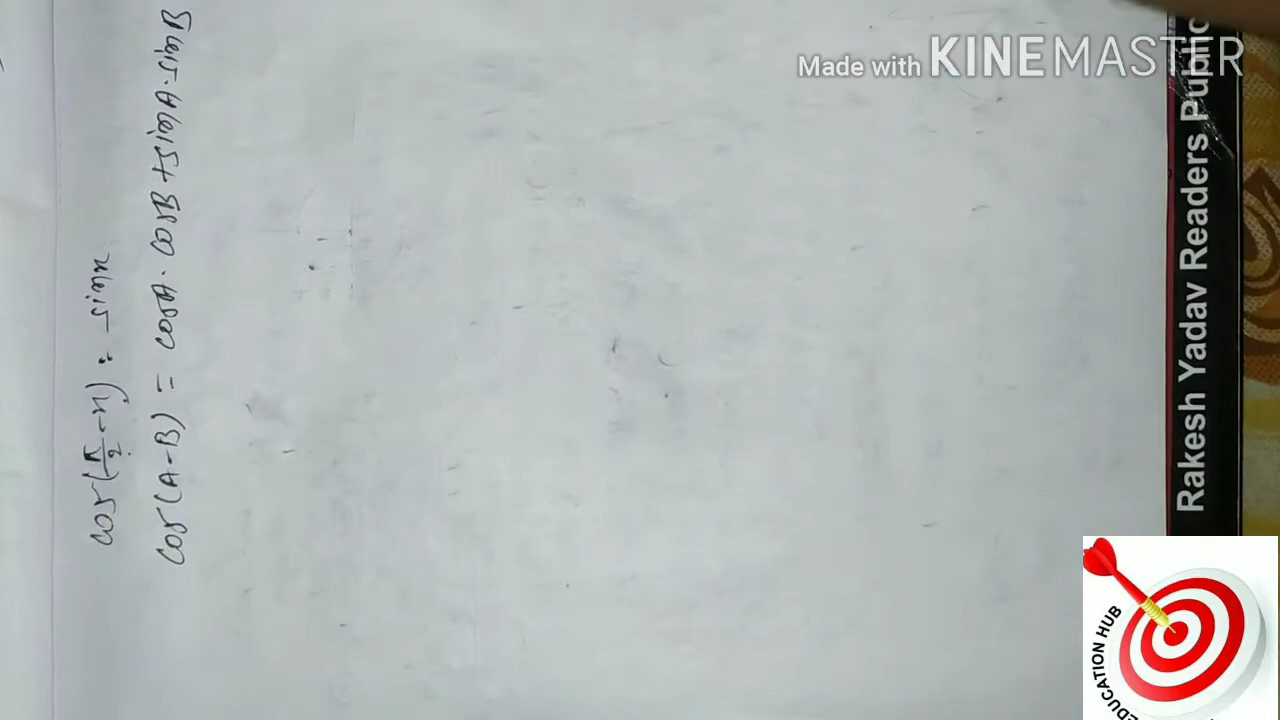 cos(π/2 - x) = - sinx
cos(A-B) = cosA. cosB + sinA. sinB
Made with KINEMASTER
Rakesh Yadav Readers Public
EDUCATION HUB